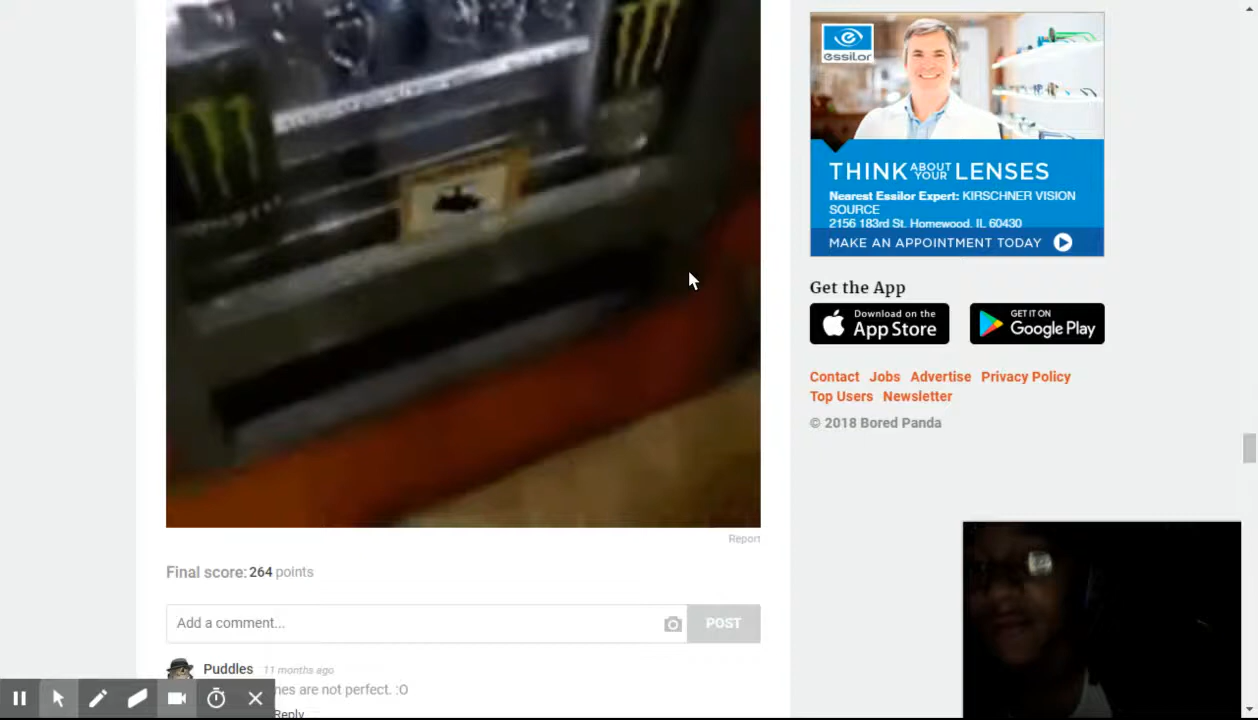 essilor
THINK ABOUT YOUR LENSES
Nearest Essilor Expert: KIRSCHNER VISION
SOURCE
2156 183rd St. Homewood, IL 60430
MAKE AN APPOINTMENT TODAY
Get the App
Download on the
App Store
GET IT ON
Google Play
Contact Jobs Advertise Privacy Policy
Top Users Newsletter
© 2018 Bored Panda
Report
Final score: 264 points
Add a comment...
POST
Puddles 11 months ago
nes are not perfect. :O
Reply